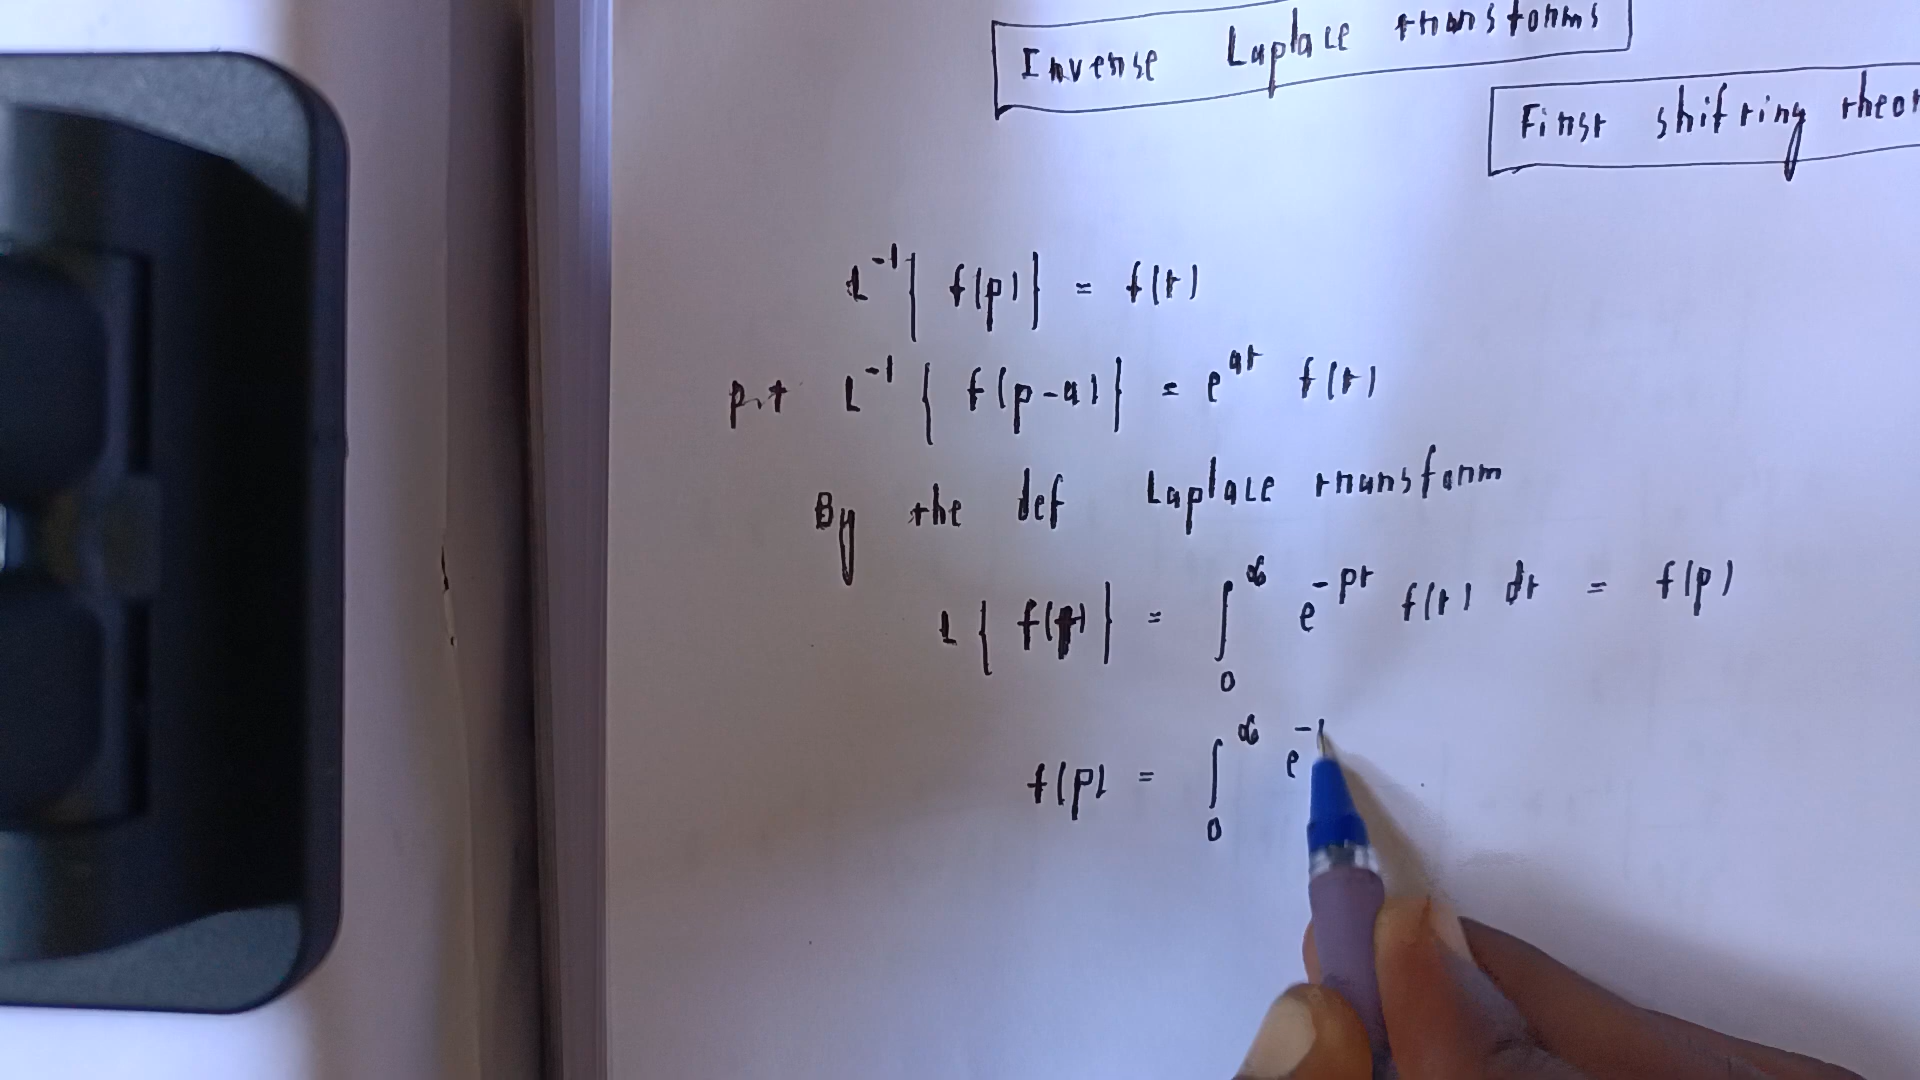 Inverse Laplace transforms
First shifting theor
L⁻¹{ f(p)} = f(t)
P.t L⁻¹{ f(p-a)} = e^at f(t)
By the def Laplace transform
L{ f(t)} = ∫₀^∞ e^-pt f(t) dt = f(p)
f(p) = ∫₀^∞ e^-